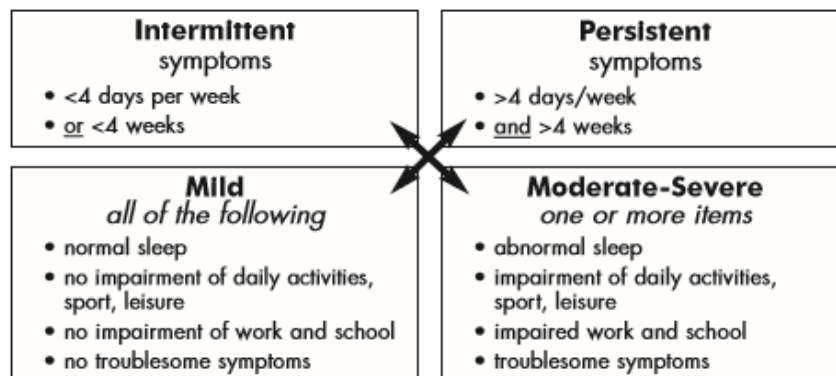 Intermittent
symptoms
• <4 days per week
• or <4 weeks
Persistent
symptoms
• >4 days/week
• and >4 weeks
Mild
all of the following
• normal sleep
• no impairment of daily activities,
sport, leisure
• no impairment of work and school
• no troublesome symptoms
Moderate-Severe
one or more items
• abnormal sleep
• impairment of daily activities,
sport, leisure
• impaired work and school
• troublesome symptoms